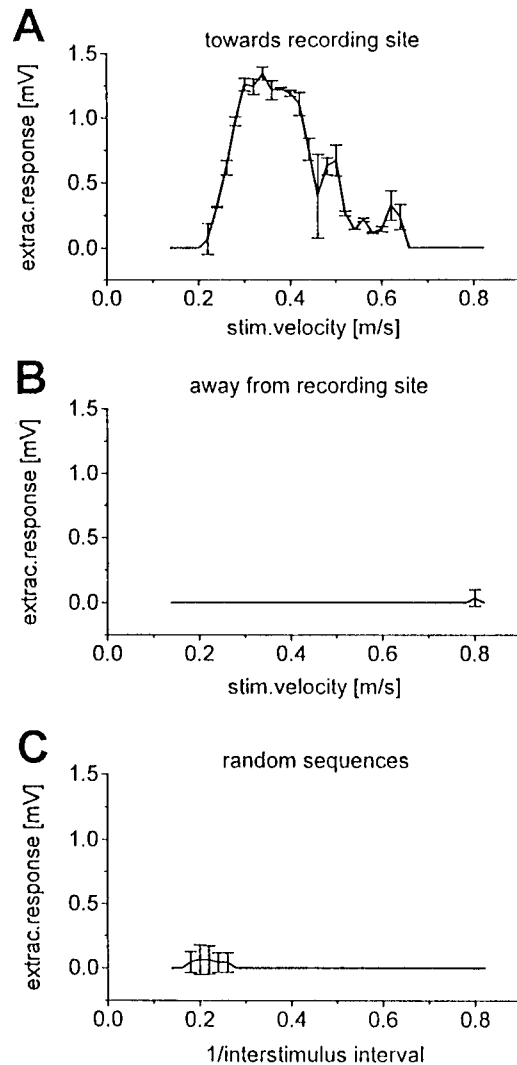 A
towards recording site
1.5
1.0
0.5
0.0
extrac.response [mV]
0.0 0.2 0.4 0.6 0.8
stim.velocity [m/s]
B
away from recording site
1.5
1.0
0.5
0.0
extrac.response [mV]
0.0 0.2 0.4 0.6 0.8
stim.velocity [m/s]
C
random sequences
1.5
1.0
0.5
0.0
extrac.response [mV]
0.0 0.2 0.4 0.6 0.8
1/interstimulus interval